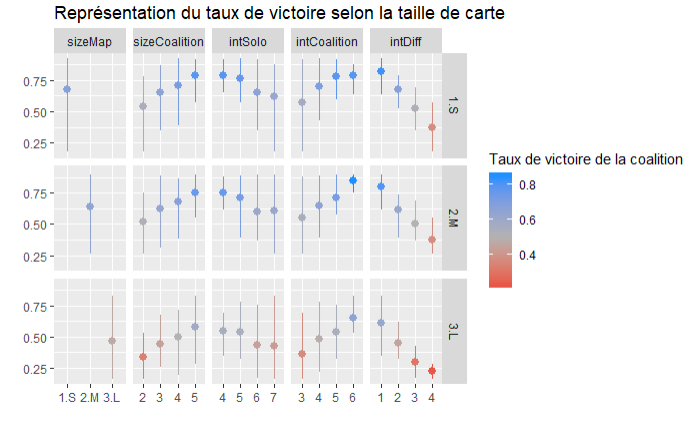 Représentation du taux de victoire selon la taille de carte
sizeMap sizeCoalition intSolo intCoalition intDiff
0.75
0.50
0.25
1.S
0.75
0.50
0.25
2.M
0.75
0.50
0.25
3.L
1.S 2.M 3.L 2 3 4 5 4 5 6 7 3 4 5 6 1 2 3 4
Taux de victoire de la coalition
0.8
0.6
0.4